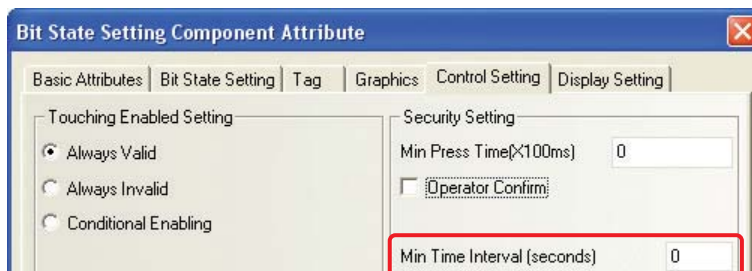 Bit State Setting Component Attribute
Basic Attributes Bit State Setting Tag Graphics Control Setting Display Setting
Touching Enabled Setting
Always Valid
Always Invalid
Conditional Enabling
Security Setting
Min Press Time(X100ms) 0
Operator Confirm
Min Time Interval (seconds) 0